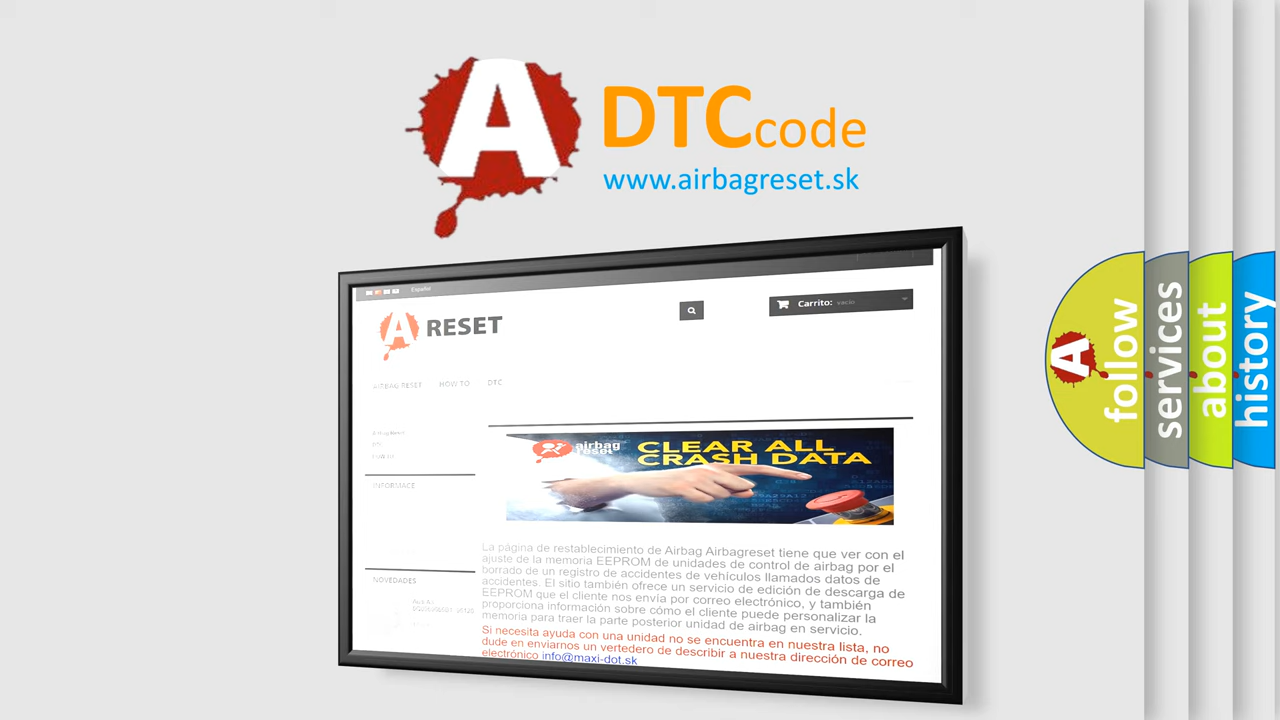 A DTCcode
www.airbagreset.sk
Español
A RESET
Carrito: vacío
AIRBAG RESET HOW TO DTC
Airbag Reset
INFORMACE
NOVEDADES
airbag
reset
CLEAR ALL
CRASH DATA
La página de restablecimiento de Airbag Airbagreset tiene que ver con el
ajuste de la memoria EEPROM de unidades de control de airbag por el
borrado de un registro de accidentes de vehículos llamados datos de
accidentes. El sitio también ofrece un servicio de edición de descarga de
EEPROM que el cliente nos envía por correo electrónico, y también
proporciona información sobre cómo el cliente puede personalizar la
memoria para traer la parte posterior unidad de airbag en servicio.
Si necesita ayuda con una unidad no se encuentra en nuestra lista, no
dude en enviarnos un vertedero de describir a nuestra dirección de correo
electrónico info@maxi-dot.sk
A
follow
services
about
history